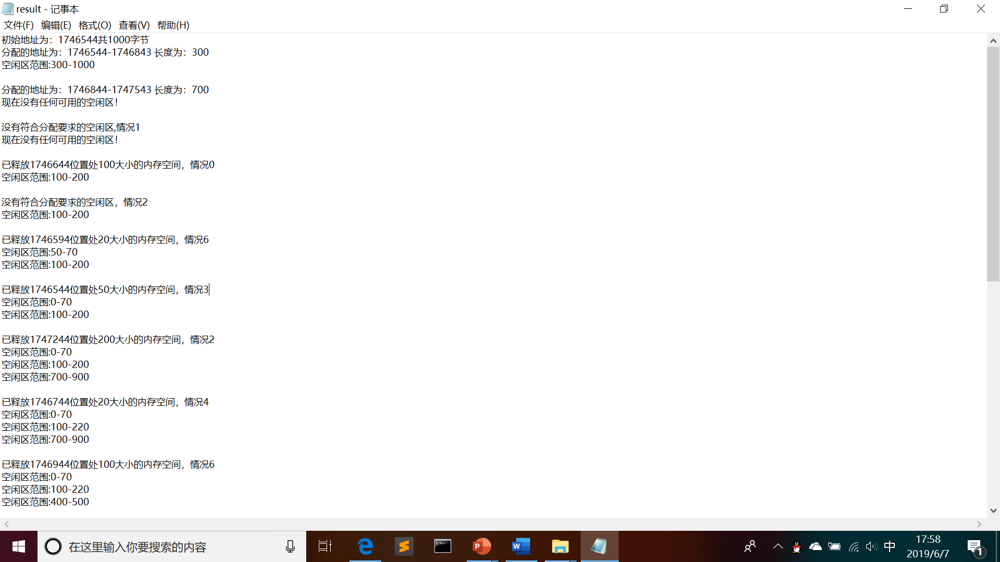 result - 记事本
文件(F) 编辑(E) 格式(O) 查看(V) 帮助(H)
初始地址为：1746544共1000字节
分配的地址为：1746544-1746843 长度为：300
空闲区范围:300-1000
分配的地址为：1746844-1747543 长度为：700
现在没有任何可用的空闲区！
没有符合分配要求的空闲区,情况1
现在没有任何可用的空闲区！
已释放1746644位置处100大小的内存空间，情况0
空闲区范围:100-200
没有符合分配要求的空闲区，情况2
空闲区范围:100-200
已释放1746594位置处20大小的内存空间，情况6
空闲区范围:50-70
空闲区范围:100-200
已释放1746544位置处50大小的内存空间，情况3
空闲区范围:0-70
空闲区范围:100-200
已释放1747244位置处200大小的内存空间，情况2
空闲区范围:0-70
空闲区范围:100-200
空闲区范围:700-900
已释放1746744位置处20大小的内存空间，情况4
空闲区范围:0-70
空闲区范围:100-220
空闲区范围:700-900
已释放1746944位置处100大小的内存空间，情况6
空闲区范围:0-70
空闲区范围:100-220
空闲区范围:400-500
在这里输入你要搜索的内容
中
17:58
2019/6/7
1